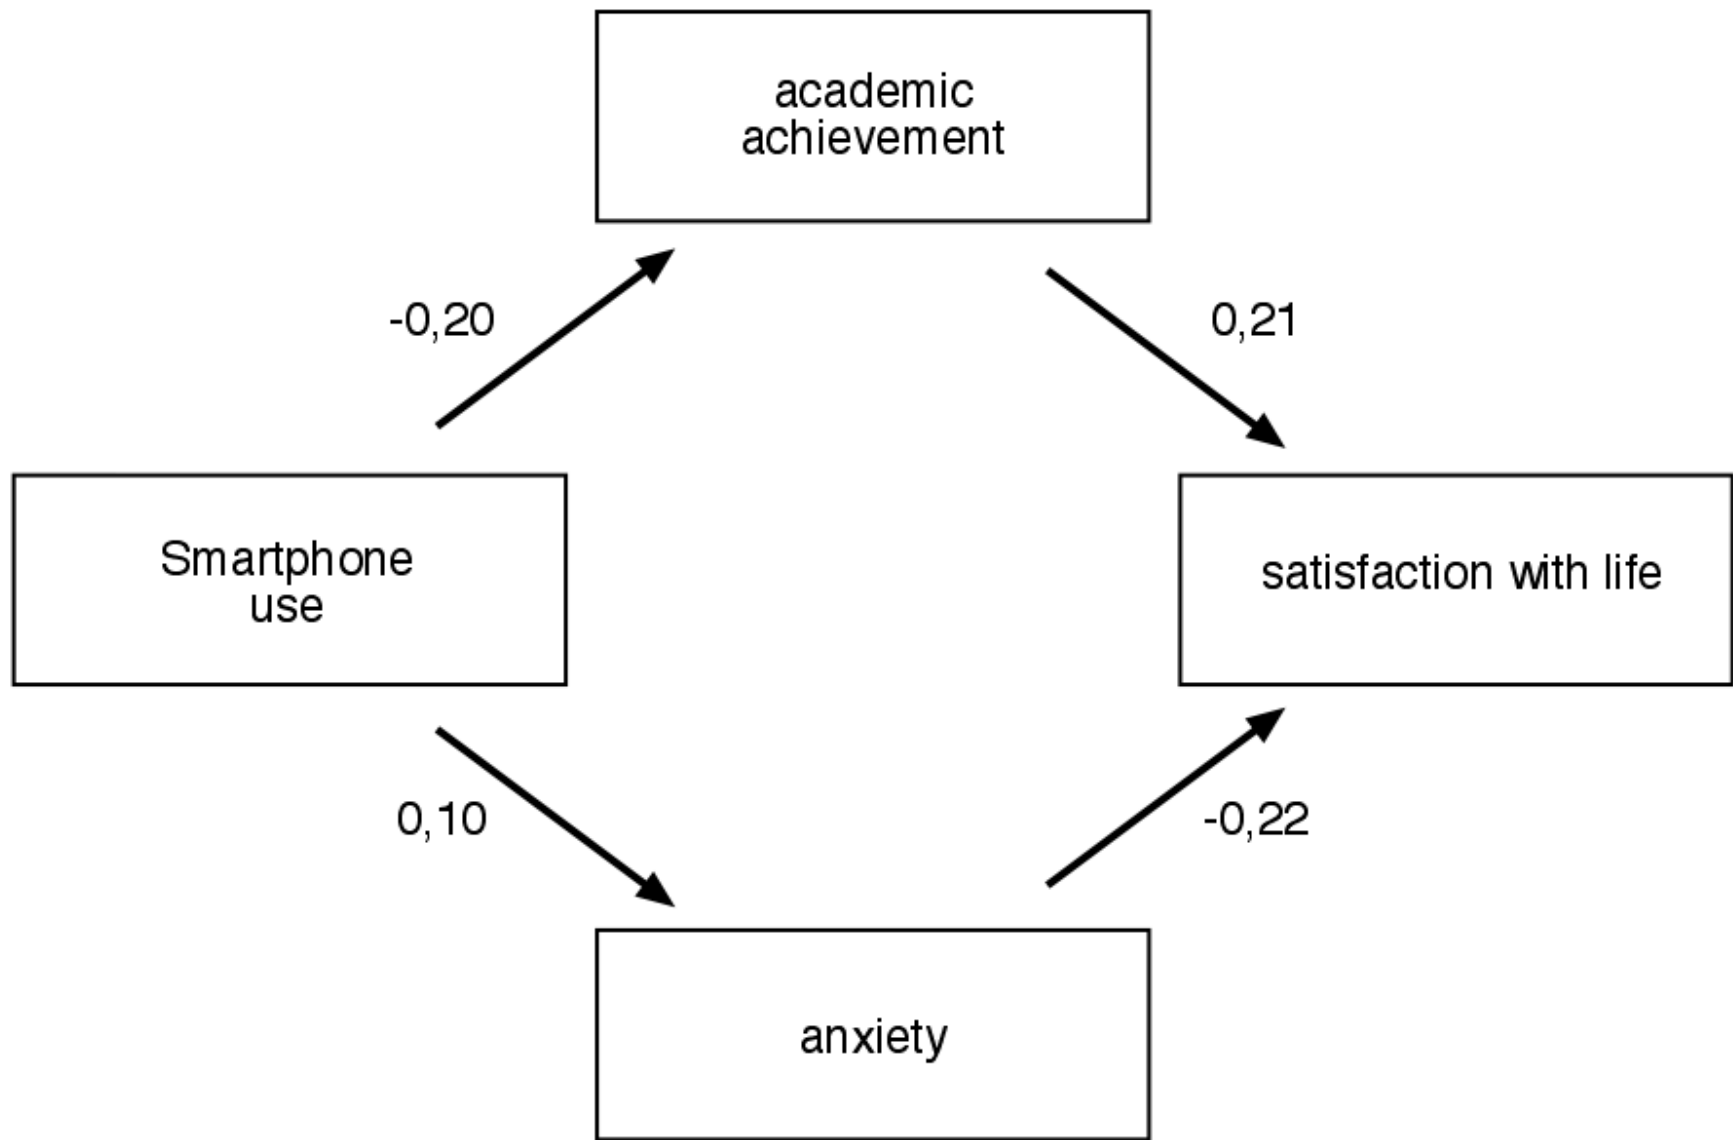 academic
achievement
-0,20
0,21
Smartphone
use
satisfaction with life
0,10
-0,22
anxiety